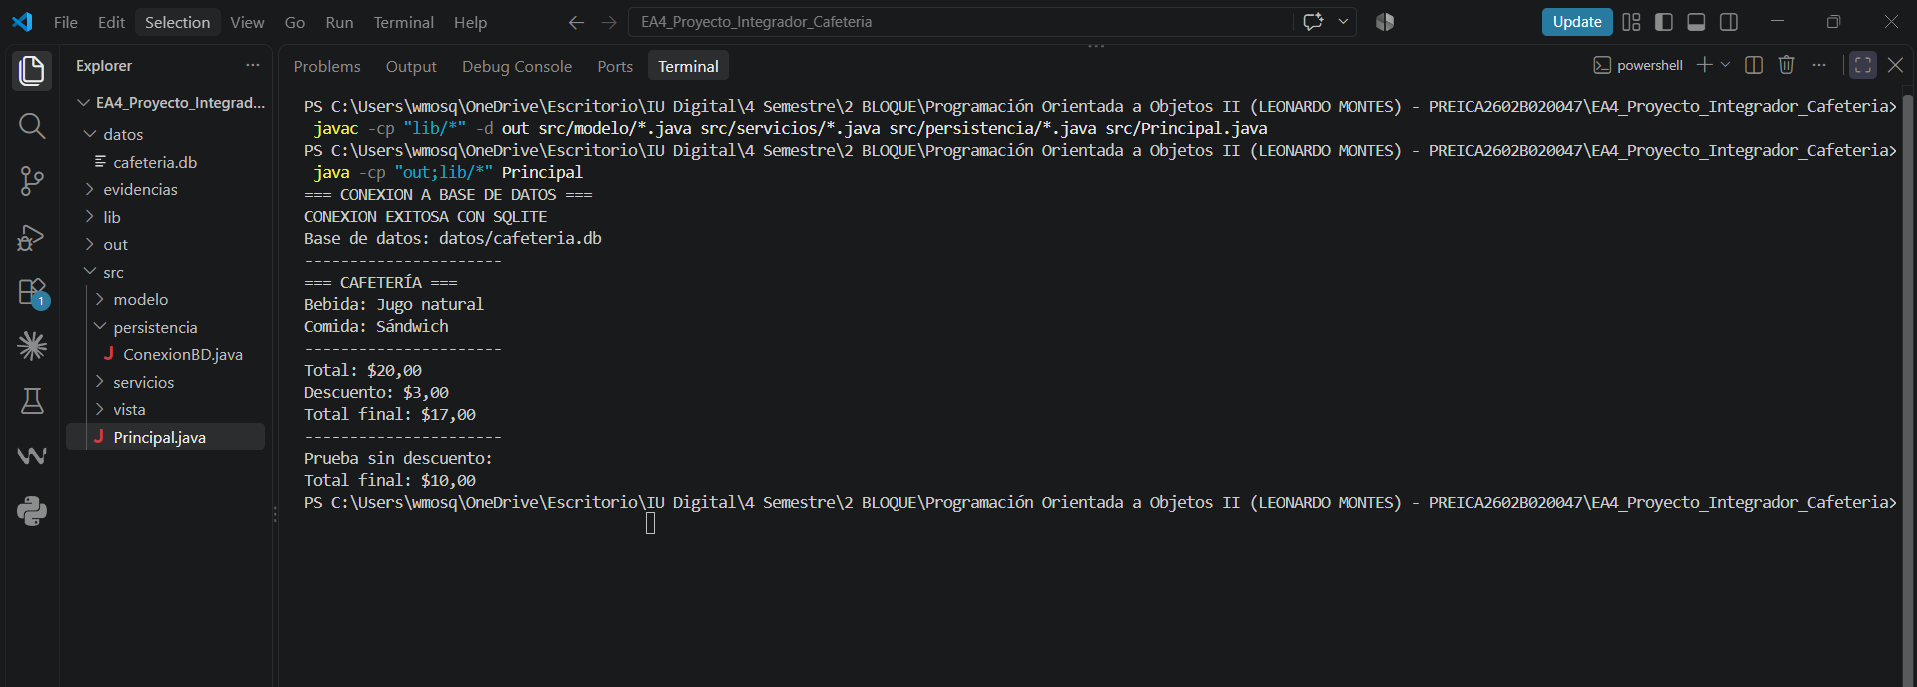 File Edit Selection View Go Run Terminal Help
EA4_Proyecto_Integrador_Cafeteria
Update
Explorer
EA4_Proyecto_Integrad...
datos
cafeteria.db
evidencias
lib
out
src
modelo
persistencia
J ConexionBD.java
servicios
vista
J Principal.java
1
Problems Output Debug Console Ports Terminal
powershell
PS C:\Users\wmosq\OneDrive\Escritorio\IU Digital\4 Semestre\2 BLOQUE\Programación Orientada a Objetos II (LEONARDO MONTES) - PREICA2602B020047\EA4_Proyecto_Integrador_Cafeteria>
javac -cp "lib/*" -d out src/modelo/*.java src/servicios/*.java src/persistencia/*.java src/Principal.java
PS C:\Users\wmosq\OneDrive\Escritorio\IU Digital\4 Semestre\2 BLOQUE\Programación Orientada a Objetos II (LEONARDO MONTES) - PREICA2602B020047\EA4_Proyecto_Integrador_Cafeteria>
java -cp "out;lib/*" Principal
=== CONEXION A BASE DE DATOS ===
CONEXION EXITOSA CON SQLITE
Base de datos: datos/cafeteria.db
----------------------
=== CAFETERÍA ===
Bebida: Jugo natural
Comida: Sándwich
----------------------
Total: $20,00
Descuento: $3,00
Total final: $17,00
----------------------
Prueba sin descuento:
Total final: $10,00
PS C:\Users\wmosq\OneDrive\Escritorio\IU Digital\4 Semestre\2 BLOQUE\Programación Orientada a Objetos II (LEONARDO MONTES) - PREICA2602B020047\EA4_Proyecto_Integrador_Cafeteria>